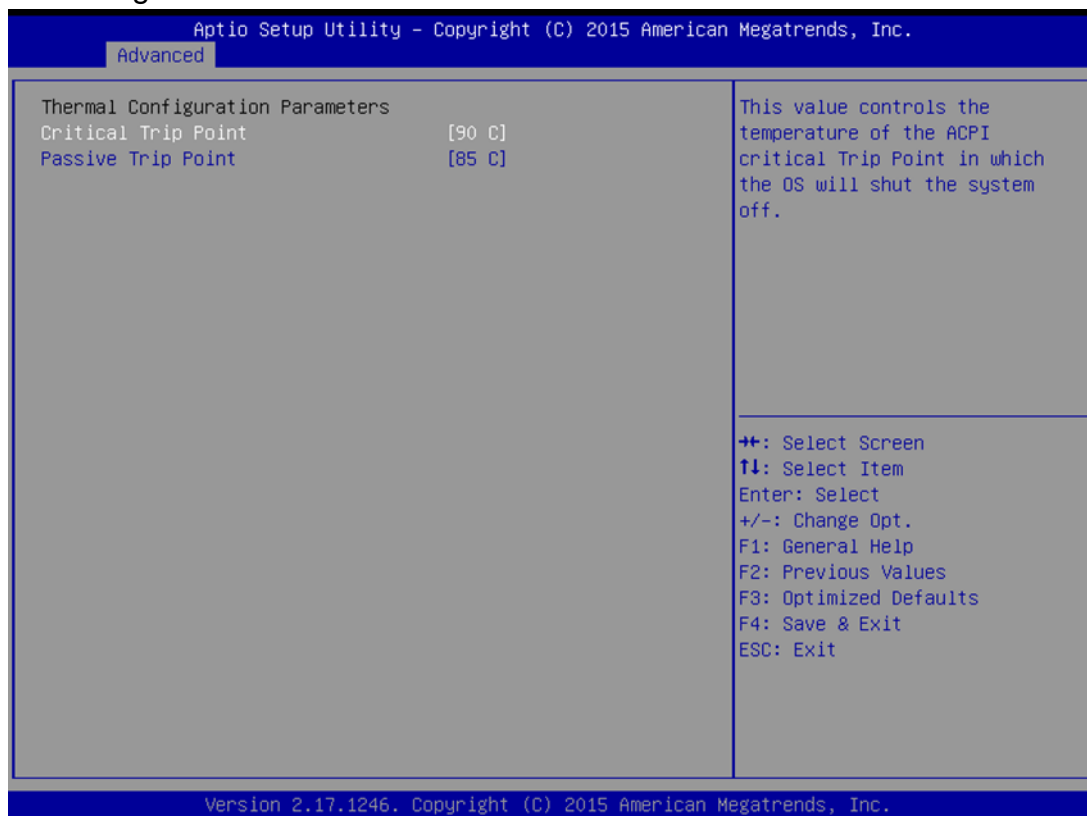 Aptio Setup Utility – Copyright (C) 2015 American Megatrends, Inc.
Advanced
Thermal Configuration Parameters
Critical Trip Point [90 C]
Passive Trip Point [85 C]
This value controls the
temperature of the ACPI
critical Trip Point in which
the OS will shut the system
off.
→←: Select Screen
↑↓: Select Item
Enter: Select
+/-: Change Opt.
F1: General Help
F2: Previous Values
F3: Optimized Defaults
F4: Save & Exit
ESC: Exit
Version 2.17.1246. Copyright (C) 2015 American Megatrends, Inc.